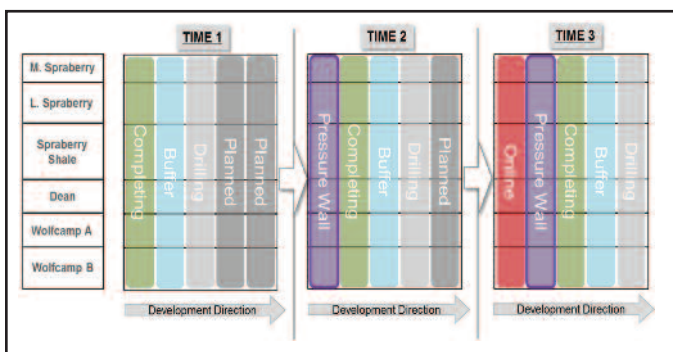 TIME 1
TIME 2
TIME 3
M. Spraberry
L. Spraberry
Spraberry
Shale
Dean
Wolfcamp A
Wolfcamp B
Completing
Buffer
Drilling
Planned
Planned
Pressure Wall
Completing
Buffer
Drilling
Planned
Online
Pressure Wall
Completing
Buffer
Drilling
Development Direction
Development Direction
Development Direction